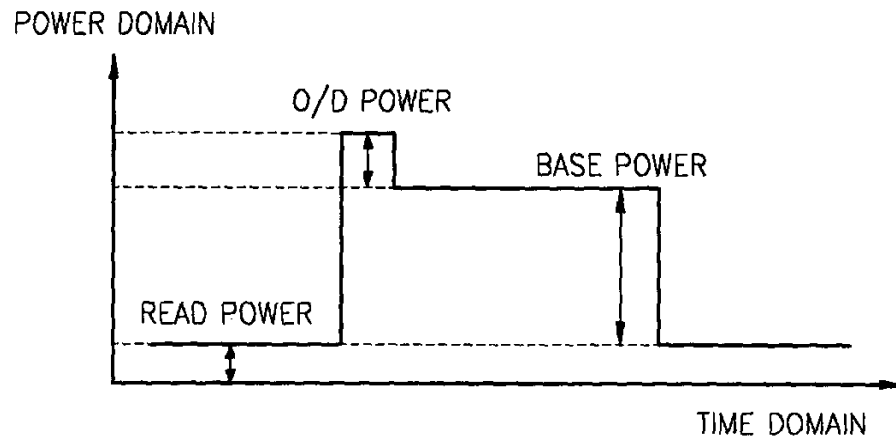 POWER DOMAIN
O/D POWER
BASE POWER
READ POWER
TIME DOMAIN